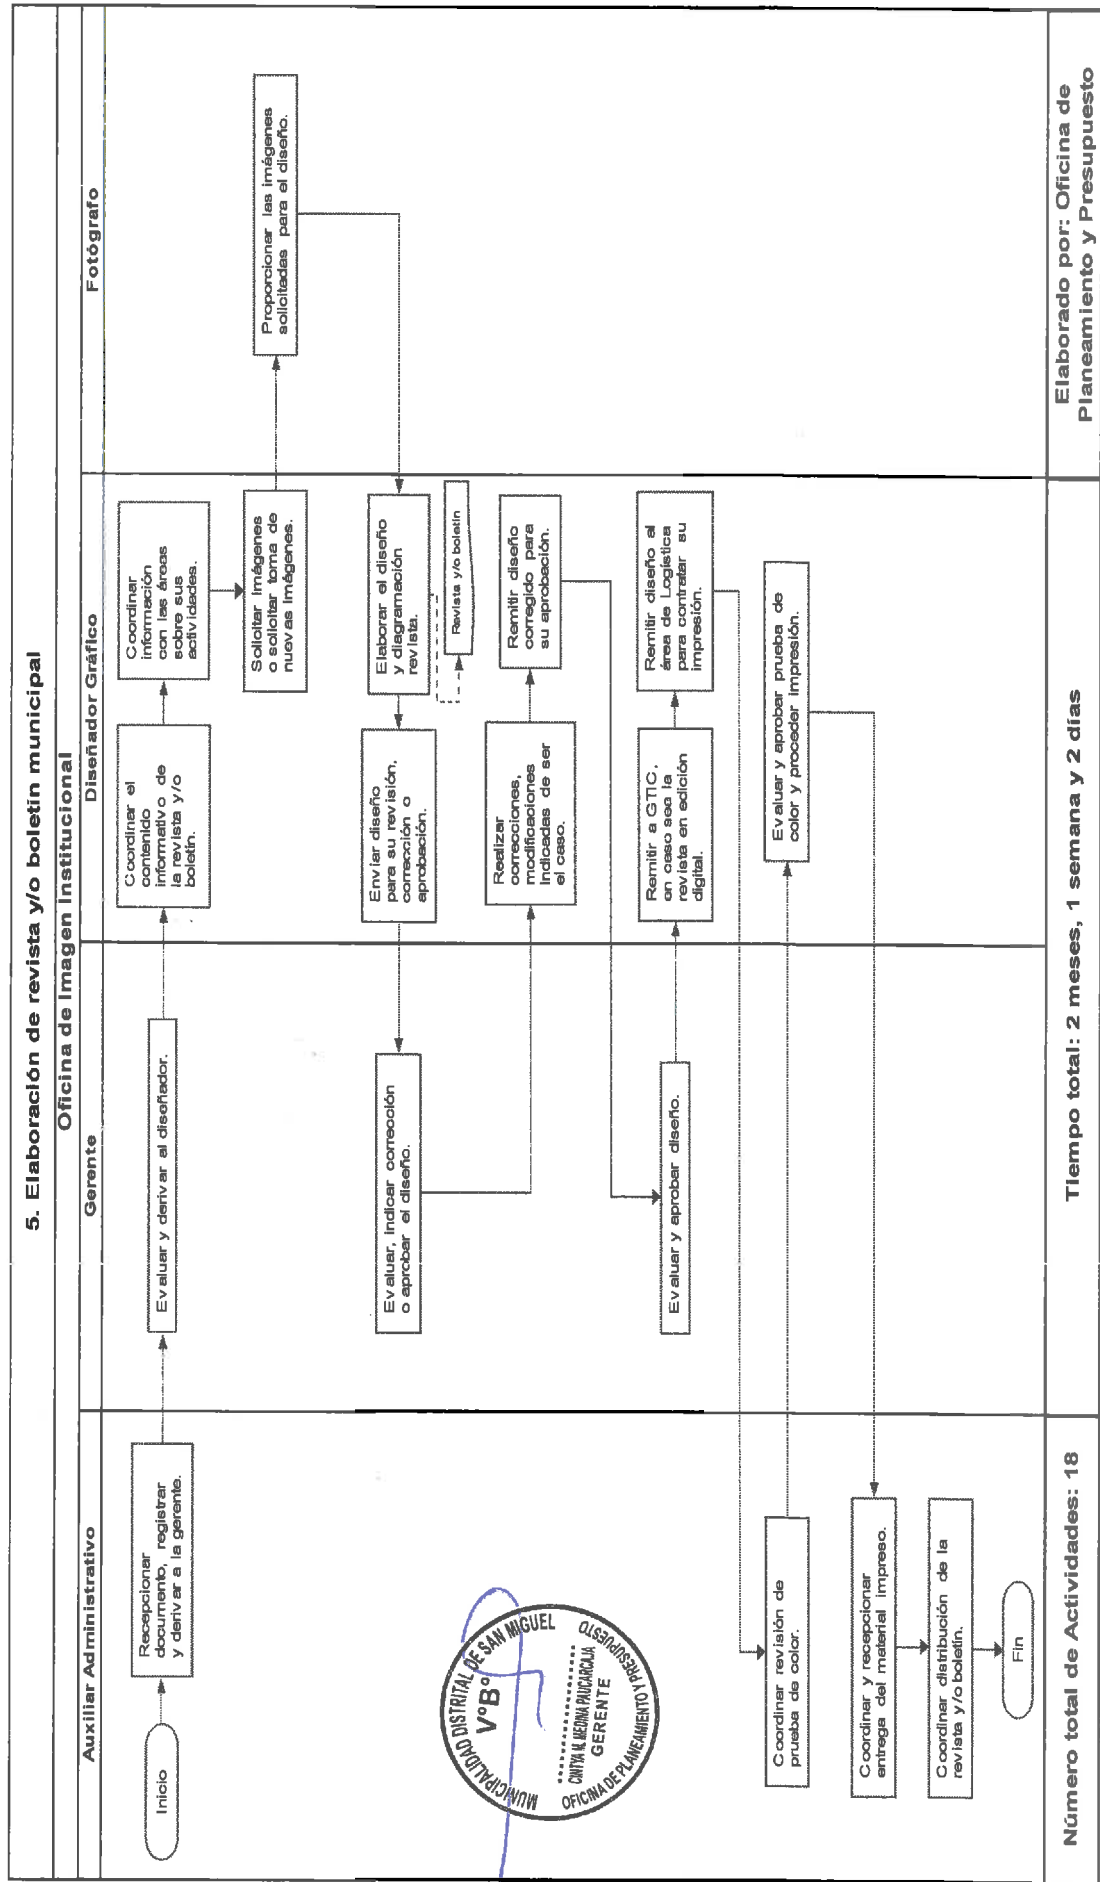 5. Elaboración de revista y/o boletín municipal
Oficina de Imagen Institucional
Auxiliar Administrativo
Gerente
Diseñador Gráfico
Fotógrafo
Inicio
Recepcionar
documento, registrar
y derivar a la gerente.
Evaluar y derivar al diseñador.
Coordinar el
contenido
informativo de
la revista y/o
boletín.
Coordinar
información
con las áreas
sobre sus
actividades.
Solicitar Imágenes
o solicitar toma de
nuevas Imágenes.
Proporcionar las imágenes
solicitadas para el diseño.
Elaborar el diseño
y diagramación
revista.
Revista y/o boletín
Enviar diseño
para su revisión,
corrección o
aprobación.
Evaluar, indicar corrección
o aprobar el diseño.
Realizar
correcciones,
modificaciones
Indicadas de ser
el caso.
Remitir diseño
corregido para
su aprobación.
Evaluar y aprobar diseño.
Remitir a GTIC,
en caso sea la
revista en edición
digital.
Remitir diseño al
área de Logística
para contratar su
impresión.
Coordinar revisión de
prueba de color.
Evaluar y aprobar prueba de
color y proceder impresión.
Coordinar y recepcionar
entrega del material impreso.
Coordinar distribución de la
revista y/o boletín.
Fin
MUNICIPALIDAD DISTRITAL DE SAN MIGUEL
V°B°
CINTYA M. MEDINA PAUCARCAJA
GERENTE
OFICINA DE PLANEAMIENTO Y PRESUPUESTO
Número total de Actividades: 18
Tiempo total: 2 meses, 1 semana y 2 días
Elaborado por: Oficina de
Planeamiento y Presupuesto